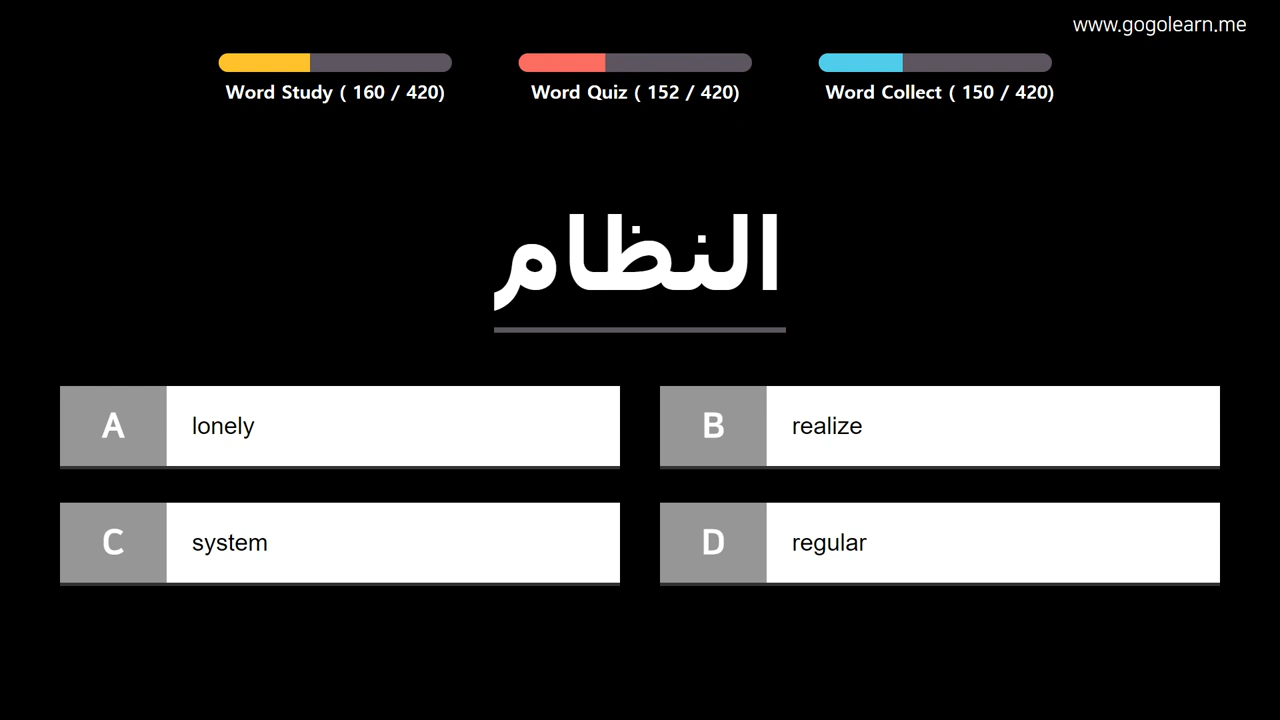 www.gogolearn.me
Word Study ( 160 / 420)
Word Quiz ( 152 / 420)
Word Collect ( 150 / 420)
النظام
A lonely
B realize
C system
D regular